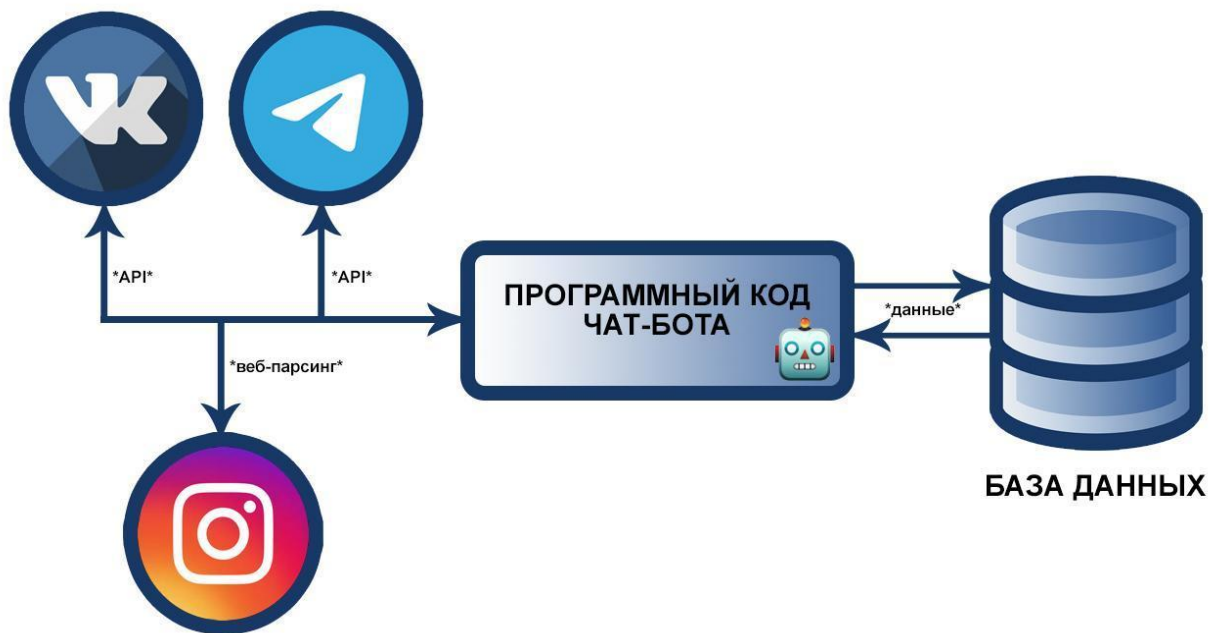 *API*
*API*
*веб-парсинг*
ПРОГРАММНЫЙ КОД
ЧАТ-БОТА
*данные*
БАЗА ДАННЫХ